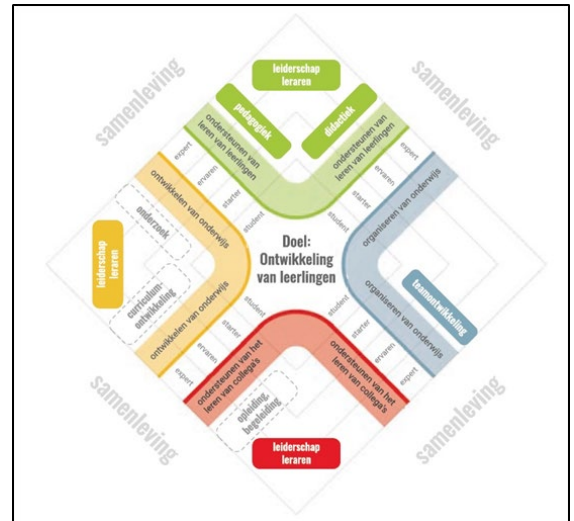 samenleving
samenleving
leiderschap
leraren
pedagogiek
didactiek
ondersteunen van
leren van leerlingen
ondersteunen van
leren van leerlingen
expert
ervaren
starter
student
expert
ervaren
starter
student
ontwikkelen van onderwijs
onderzoek
leiderschap
leraren
curriculum-
ontwikkeling
ontwikkelen van onderwijs
Doel:
Ontwikkeling
van leerlingen
organiseren van onderwijs
organiseren van onderwijs
teamontwikkeling
student
starter
ervaren
expert
student
starter
ervaren
expert
ondersteunen van het
leren van collega's
ondersteunen van het
leren van collega's
opleiding,
begeleiding
leiderschap
leraren
samenleving
samenleving